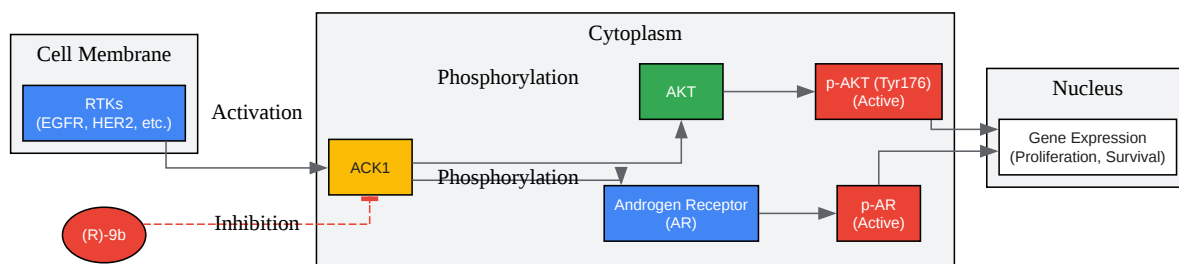 Cell Membrane
RTKs
(EGFR, HER2, etc.)
Activation
(R)-9b
Inhibition
Cytoplasm
ACK1
Phosphorylation
Phosphorylation
AKT
p-AKT (Tyr176)
(Active)
Androgen Receptor
(AR)
p-AR
(Active)
Nucleus
Gene Expression
(Proliferation, Survival)